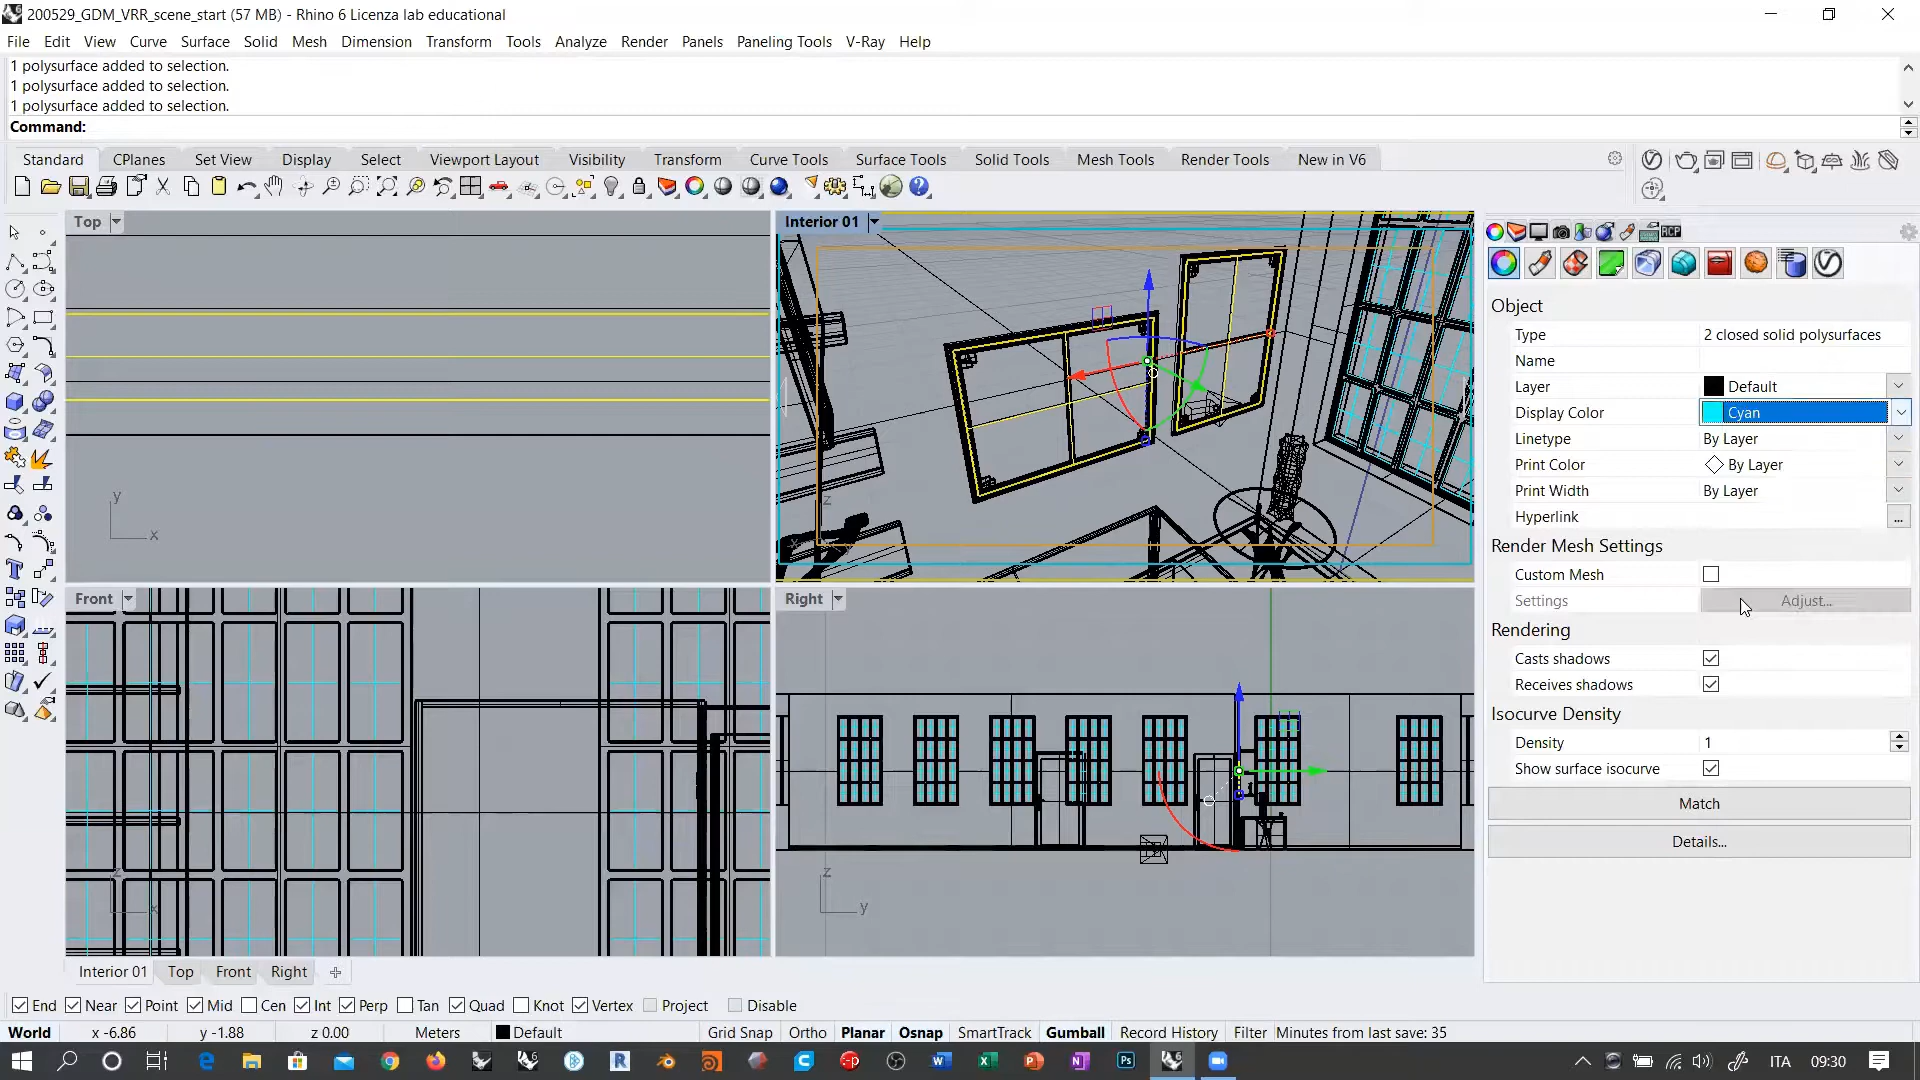 200529_GDM_VRR_scene_start (57 MB) - Rhino 6 Licenza lab educational
File Edit View Curve Surface Solid Mesh Dimension Transform Tools Analyze Render Panels Paneling Tools V-Ray Help
1 polysurface added to selection.
1 polysurface added to selection.
1 polysurface added to selection.
Command:
Standard CPlanes Set View Display Select Viewport Layout Visibility Transform Curve Tools Surface Tools Solid Tools Mesh Tools Render Tools New in V6
Top
Interior 01
RCP
Object
Type 2 closed solid polysurfaces
Name
Layer Default
Display Color Cyan
Linetype By Layer
Print Color By Layer
Print Width By Layer
Hyperlink ...
Render Mesh Settings
Custom Mesh
Settings Adjust...
Rendering
Casts shadows
Receives shadows
Isocurve Density
Density 1
Show surface isocurve
Match
Details...
y
x
z
x
Front
Right
z
x
z
y
Interior 01 Top Front Right
End Near Point Mid Cen Int Perp Tan Quad Knot Vertex Project Disable
World x -6.86 y -1.88 z 0.00 Meters Default Grid Snap Ortho Planar Osnap SmartTrack Gumball Record History Filter Minutes from last save: 35
ITA 09:30